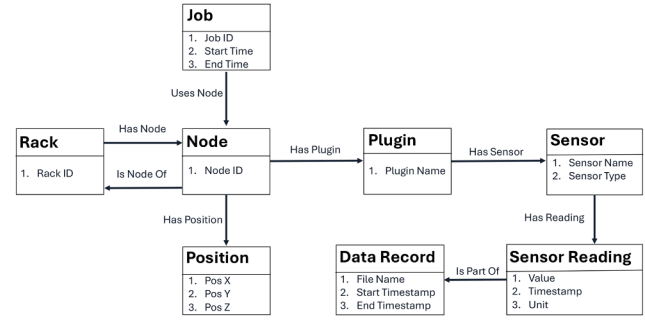 Job
1. Job ID
2. Start Time
3. End Time
Uses Node
Rack
1. Rack ID
Has Node
Is Node Of
Node
1. Node ID
Has Plugin
Plugin
1. Plugin Name
Has Sensor
Sensor
1. Sensor Name
2. Sensor Type
Has Position
Has Reading
Position
1. Pos X
2. Pos Y
3. Pos Z
Data Record
1. File Name
2. Start Timestamp
3. End Timestamp
Is Part Of
Sensor Reading
1. Value
2. Timestamp
3. Unit